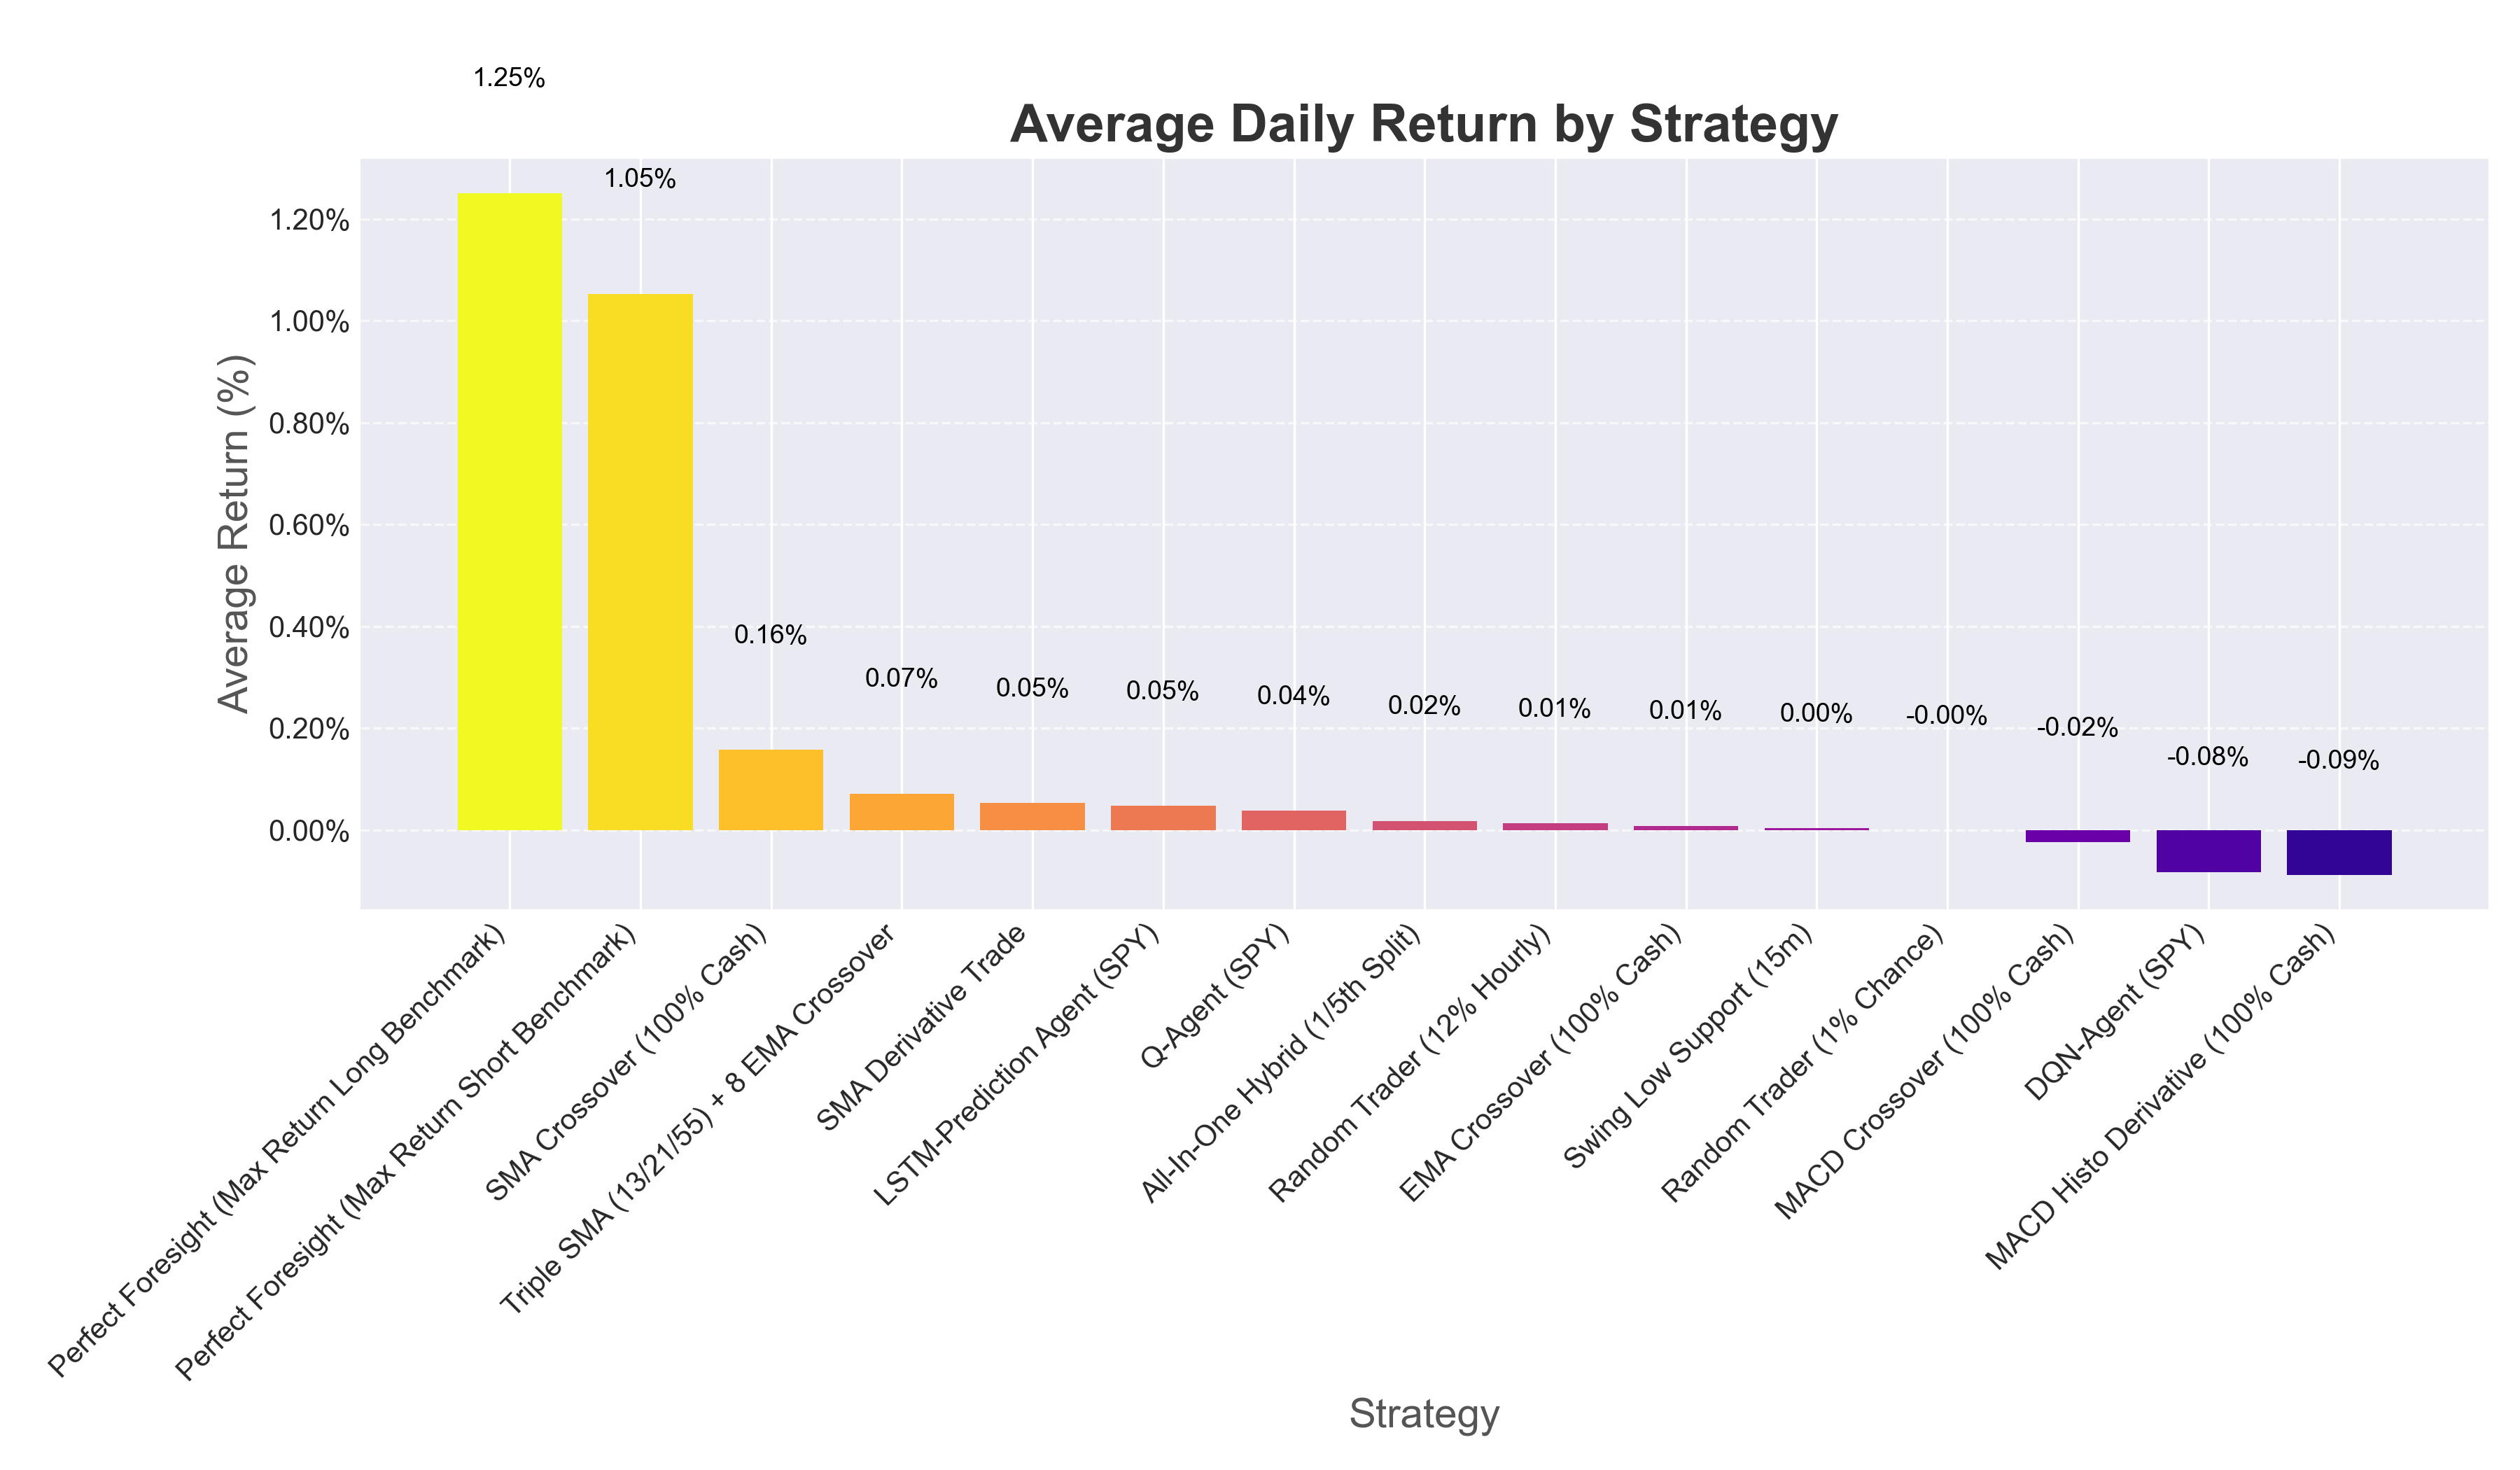 1.25%
Average Daily Return by Strategy
1.05%
1.20%
1.00%
0.80%
0.60%
0.40%
0.20%
0.00%
Average Return (%)
0.16%
0.07%
0.05%
0.05%
0.04%
0.02%
0.01%
0.01%
0.00%
-0.00%
-0.02%
-0.08%
-0.09%
Perfect Foresight (Max Return Long Benchmark)
Perfect Foresight (Max Return Short Benchmark)
SMA Crossover (100% Cash)
Triple SMA (13/21/55) + 8 EMA Crossover
SMA Derivative Trade
LSTM-Prediction Agent (SPY)
Q-Agent (SPY)
All-In-One Hybrid (1/5th Split)
Random Trader (12% Hourly)
EMA Crossover (100% Cash)
Swing Low Support (15m)
Random Trader (1% Chance)
MACD Crossover (100% Cash)
DQN-Agent (SPY)
MACD Histo Derivative (100% Cash)
Strategy